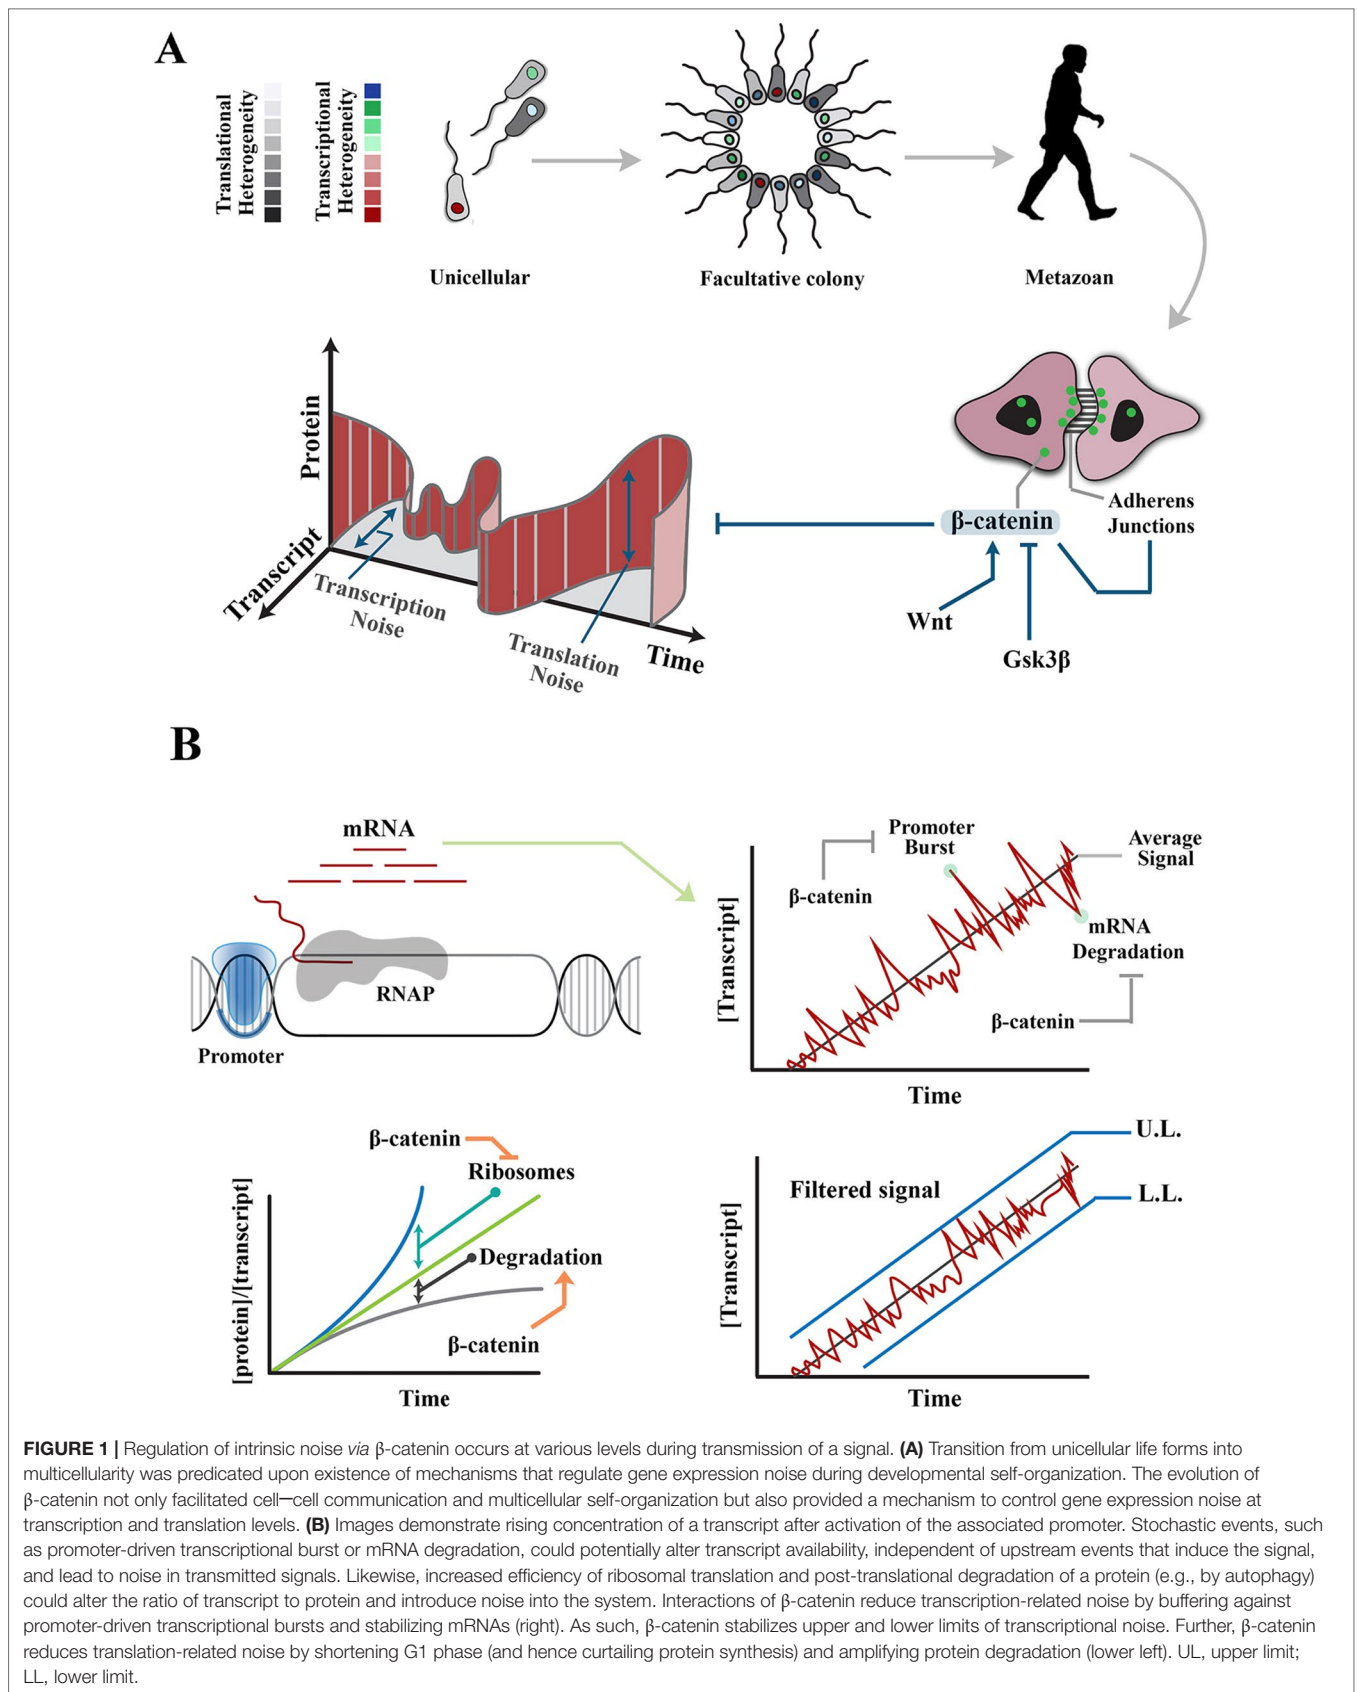 A
Translational
Heterogeneity
Transcriptional
Heterogeneity
Unicellular
Facultative colony
Metazoan
Protein
Transcript
Transcription
Noise
Translation
Noise
Time
β-catenin
Adherens
Junctions
Wnt
Gsk3β
B
mRNA
RNAP
Promoter
Promoter
Burst
β-catenin
Average
Signal
mRNA
Degradation
β-catenin
[Transcript]
Time
β-catenin
Ribosomes
Degradation
β-catenin
[protein]/[transcript]
Time
U.L.
L.L.
Filtered signal
[Transcript]
Time
FIGURE 1 | Regulation of intrinsic noise via β-catenin occurs at various levels during transmission of a signal. (A) Transition from unicellular life forms into
multicellularity was predicated upon existence of mechanisms that regulate gene expression noise during developmental self-organization. The evolution of
β-catenin not only facilitated cell–cell communication and multicellular self-organization but also provided a mechanism to control gene expression noise at
transcription and translation levels. (B) Images demonstrate rising concentration of a transcript after activation of the associated promoter. Stochastic events, such
as promoter-driven transcriptional burst or mRNA degradation, could potentially alter transcript availability, independent of upstream events that induce the signal,
and lead to noise in transmitted signals. Likewise, increased efficiency of ribosomal translation and post-translational degradation of a protein (e.g., by autophagy)
could alter the ratio of transcript to protein and introduce noise into the system. Interactions of β-catenin reduce transcription-related noise by buffering against
promoter-driven transcriptional bursts and stabilizing mRNAs (right). As such, β-catenin stabilizes upper and lower limits of transcriptional noise. Further, β-catenin
reduces translation-related noise by shortening G1 phase (and hence curtailing protein synthesis) and amplifying protein degradation (lower left). UL, upper limit;
LL, lower limit.